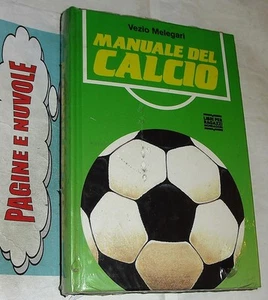 PAGINE E NUVOLE
Vezio Melegari
MANUALE DEL
CALCIO